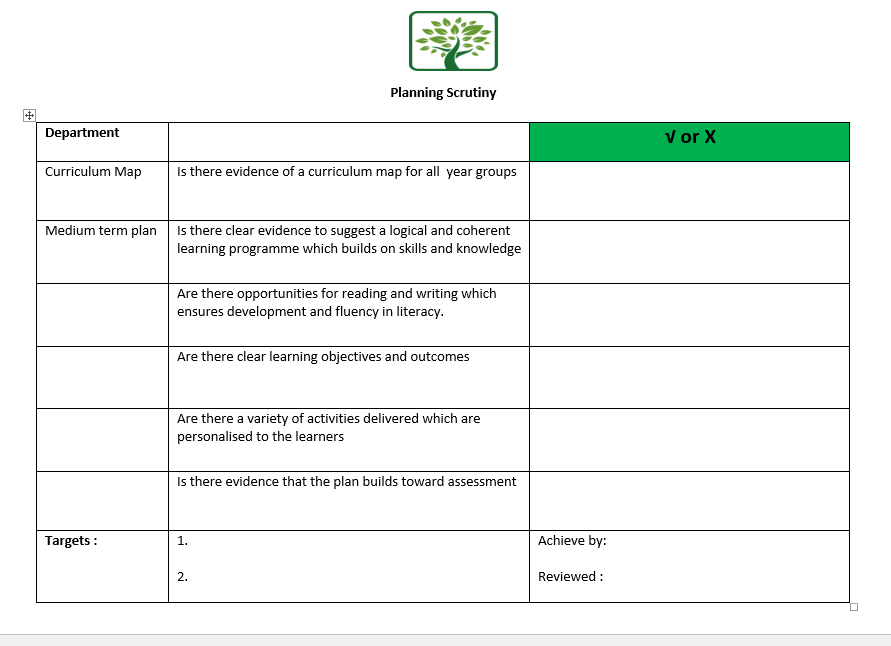 Planning Scrutiny
Department
√ or X
Curriculum Map
Is there evidence of a curriculum map for all  year groups
Medium term plan
Is there clear evidence to suggest a logical and coherent
learning programme which builds on skills and knowledge
Are there opportunities for reading and writing which
ensures development and fluency in literacy.
Are there clear learning objectives and outcomes
Are there a variety of activities delivered which are
personalised to the learners
Is there evidence that the plan builds toward assessment
Targets :
1.
Achieve by:
2.
Reviewed :